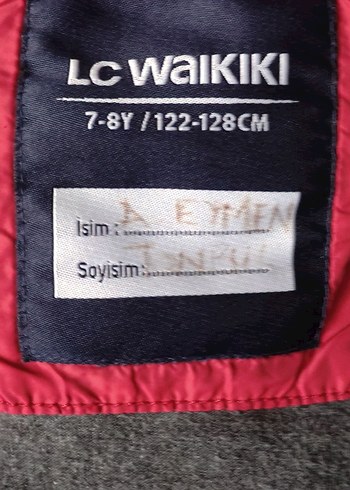 LC WAIKIKI
7-8Y / 122-128CM
İsim : A EYMEN
Soyisim: